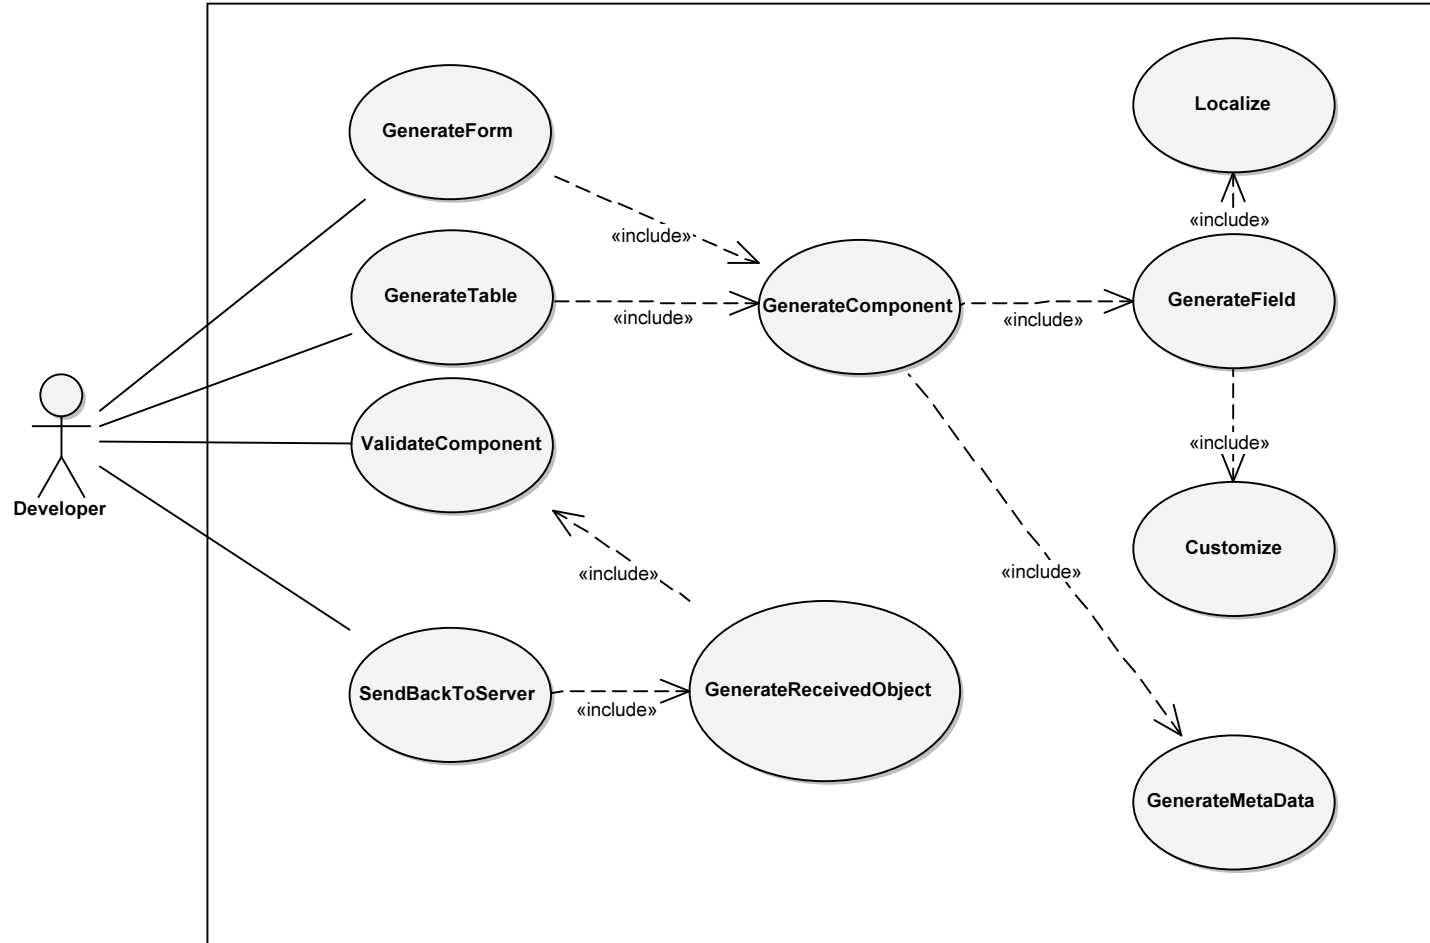 Localize
GenerateForm
«include»
«include»
GenerateTable
GenerateComponent
GenerateField
«include»
«include»
ValidateComponent
«include»
Developer
Customize
«include»
«include»
SendBackToServer
GenerateReceivedObject
«include»
GenerateMetaData